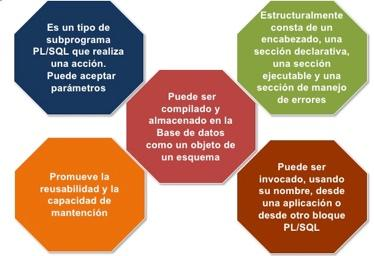 Es un tipo de
subprograma
PL/SQL que realiza
una acción.
Puede aceptar
parámetros
Estructuralmente
consta de un
encabezado, una
sección declarativa,
una sección
ejecutable y una
sección de manejo
de errores
Puede ser
compilado y
almacenado en la
Base de datos
como un objeto de
un esquema
Promueve la
reusabilidad y la
capacidad de
mantención
Puede ser
invocado, usando
su nombre, desde
una aplicación o
desde otro bloque
PL/SQL